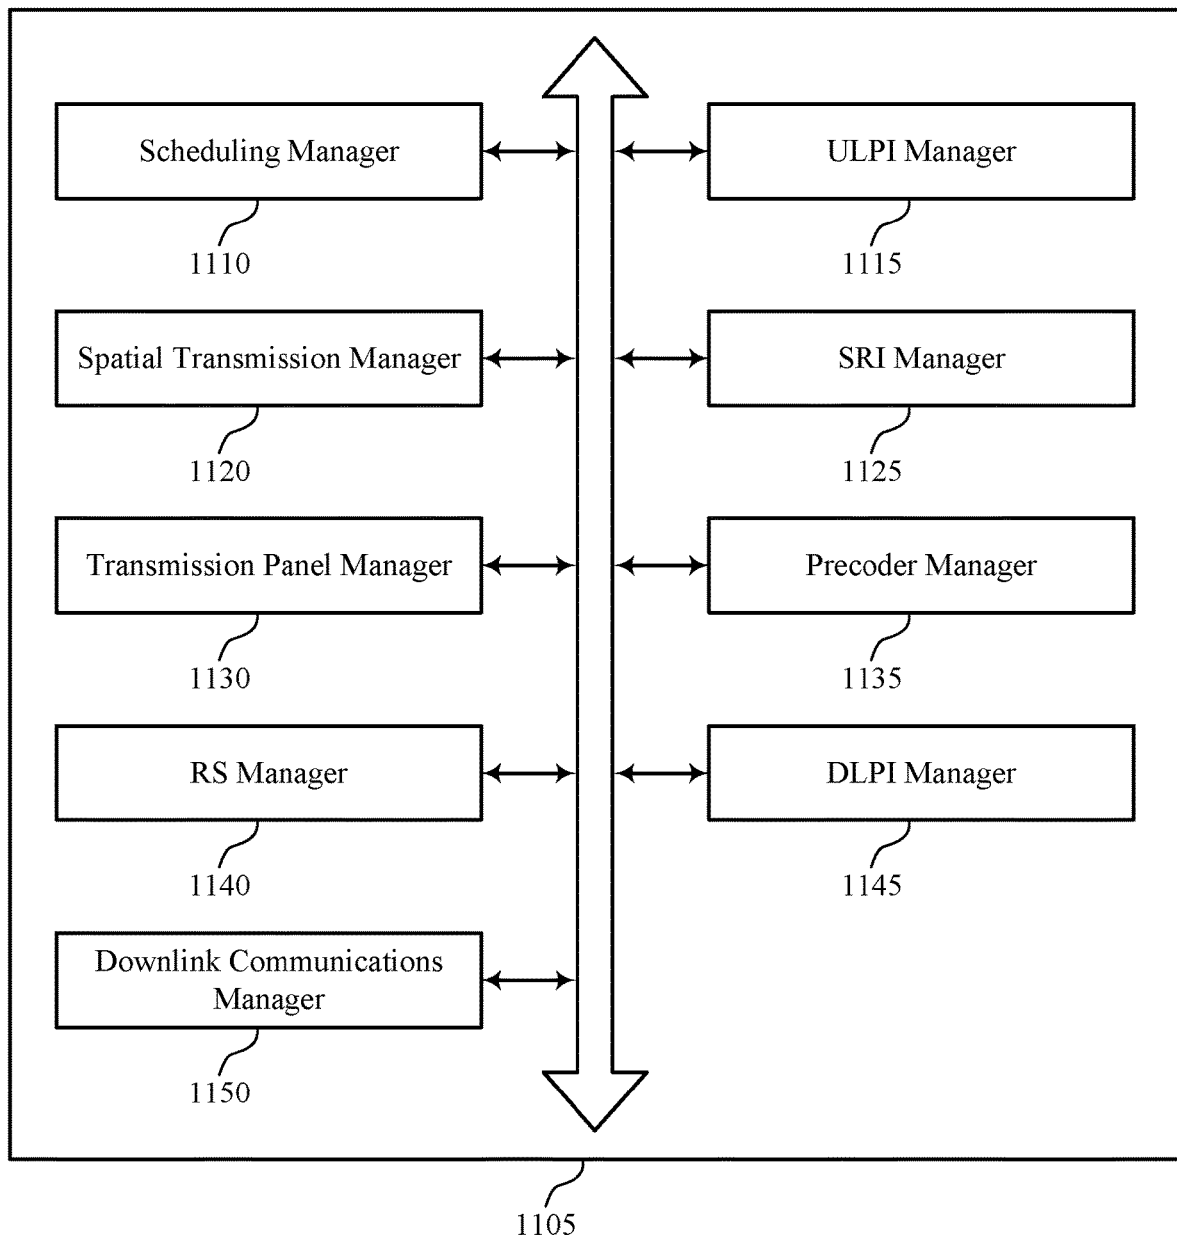 Scheduling Manager
ULPI Manager
1110
1115
Spatial Transmission Manager
SRI Manager
1120
1125
Transmission Panel Manager
Precoder Manager
1130
1135
RS Manager
DLPI Manager
1140
1145
Downlink Communications
Manager
1150
1105